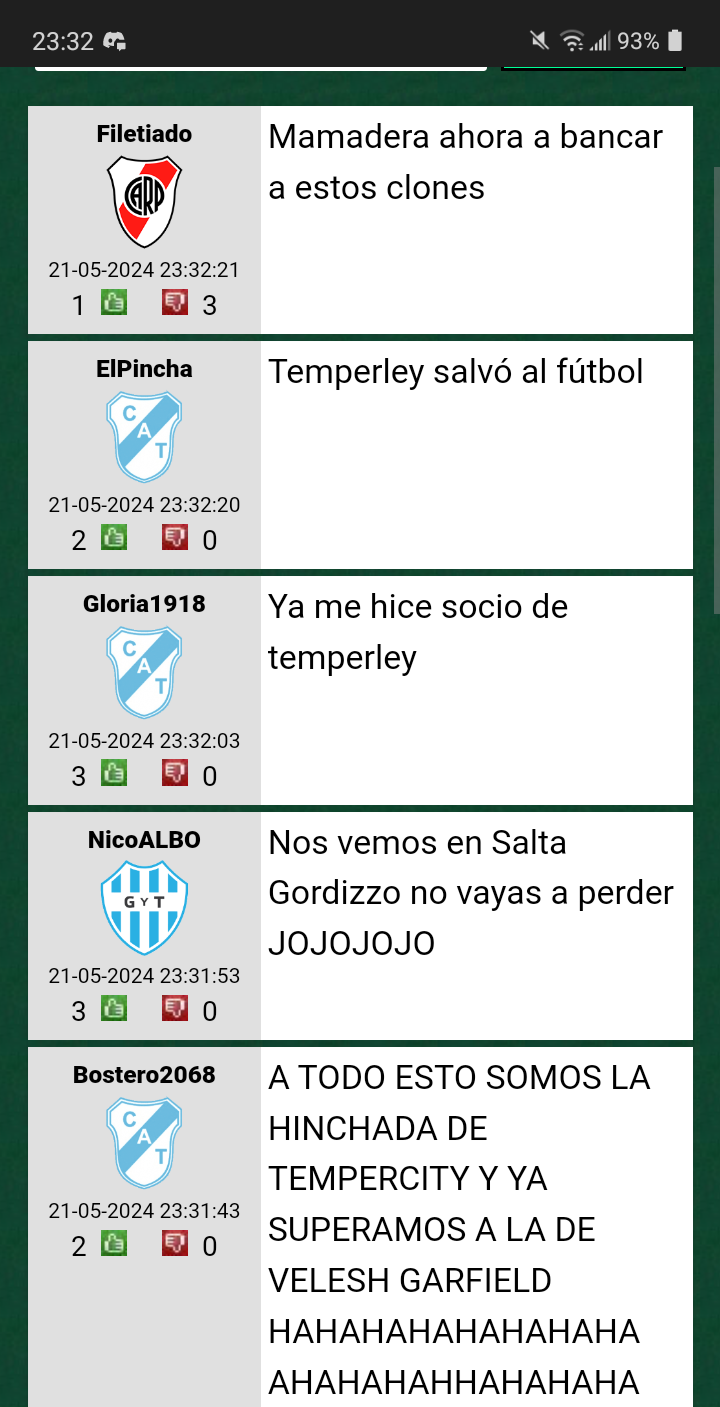 23:32
93%
Filetiado
CARP
21-05-2024 23:32:21
1 3
Mamadera ahora a bancar
a estos clones
ElPincha
C
A
T
21-05-2024 23:32:20
2 0
Temperley salvó al fútbol
Gloria1918
C
A
T
21-05-2024 23:32:03
3 0
Ya me hice socio de
temperley
NicoALBO
G Y T
21-05-2024 23:31:53
3 0
Nos vemos en Salta
Gordizzo no vayas a perder
JOJOJOJO
Bostero2068
C
A
T
21-05-2024 23:31:43
2 0
A TODO ESTO SOMOS LA
HINCHADA DE
TEMPERCITY Y YA
SUPERAMOS A LA DE
VELESH GARFIELD
HAHAHAHAHAHAHAHA
AHAHAHAHHAHAHAHA